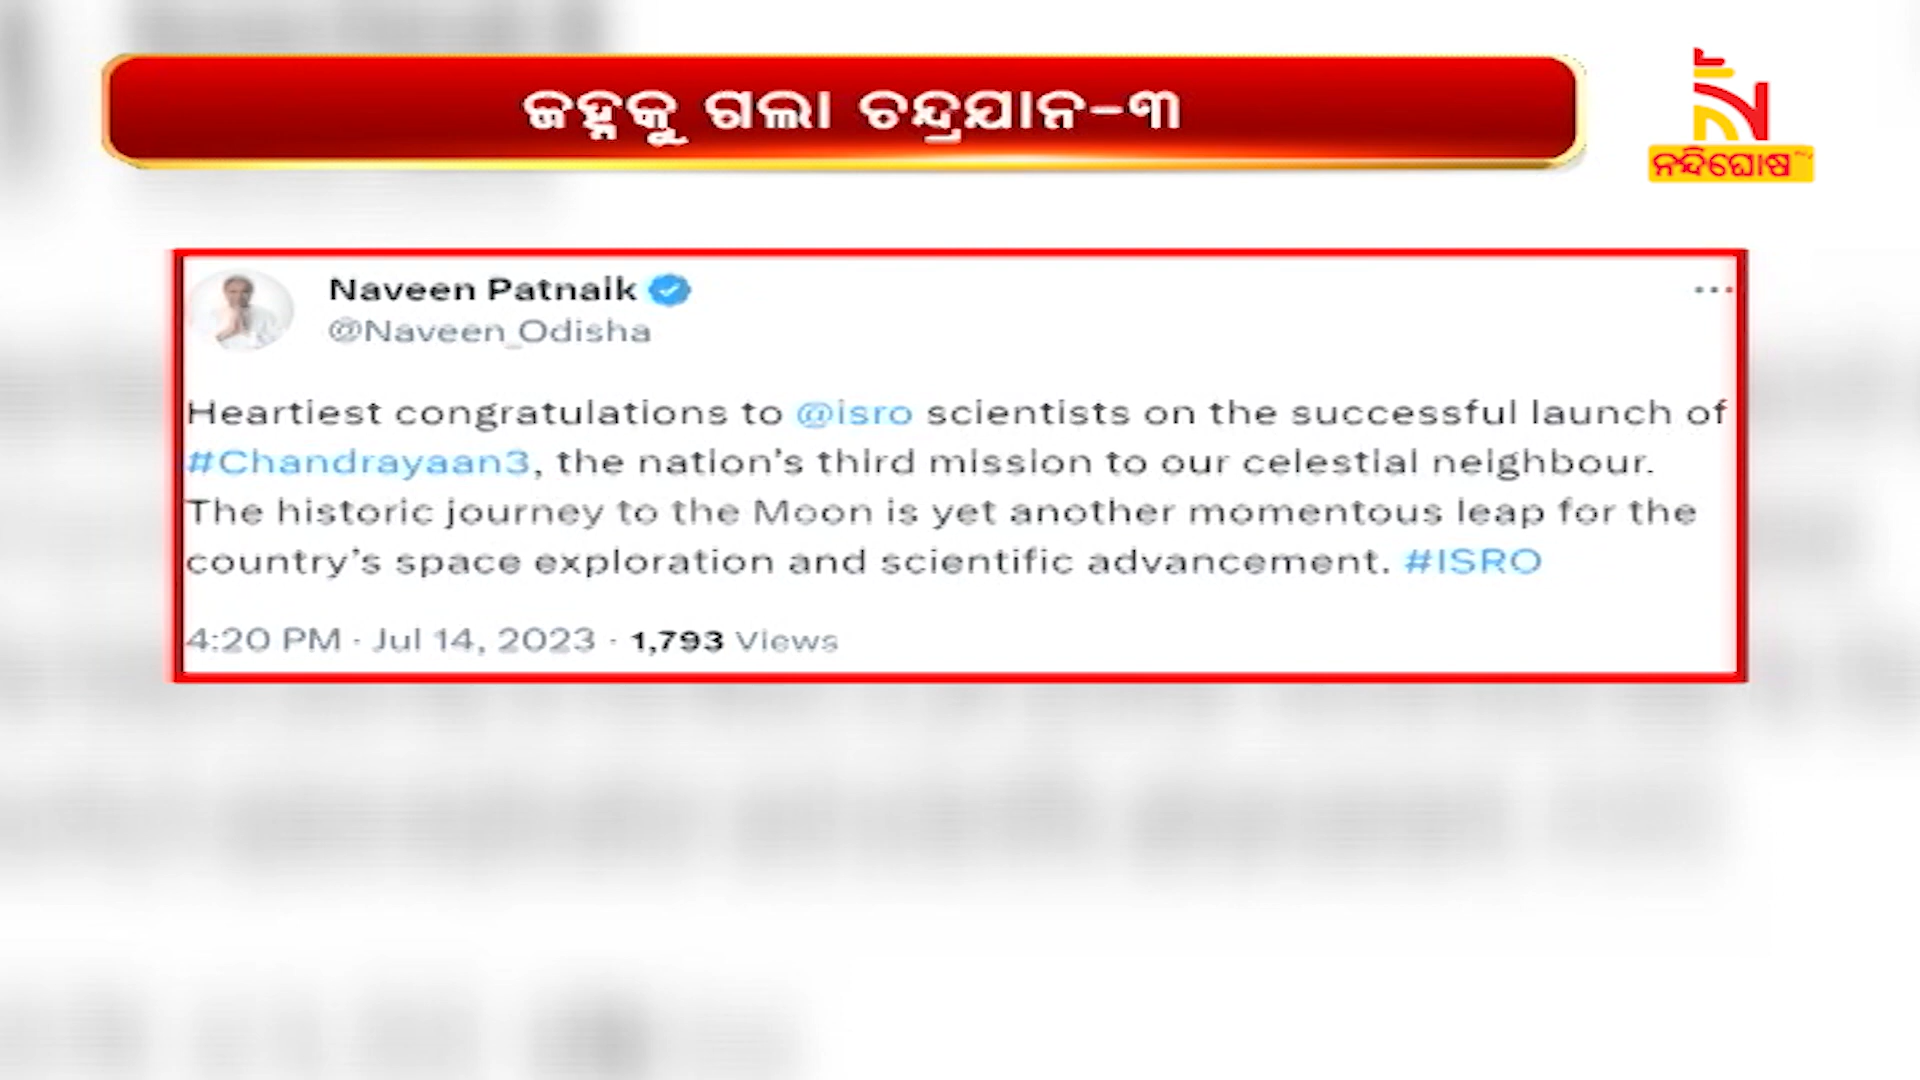 ଜହ୍ନକୁ ଗଲା ଚନ୍ଦ୍ରଯାନ-୩
ନନ୍ଦିଘୋଷ
Naveen Patnaik
@Naveen_Odisha
Heartiest congratulations to @isro scientists on the successful launch of
#Chandrayaan3, the nation's third mission to our celestial neighbour.
The historic journey to the Moon is yet another momentous leap for the
country's space exploration and scientific advancement. #ISRO
4:20 PM · Jul 14, 2023 · 1,793 Views